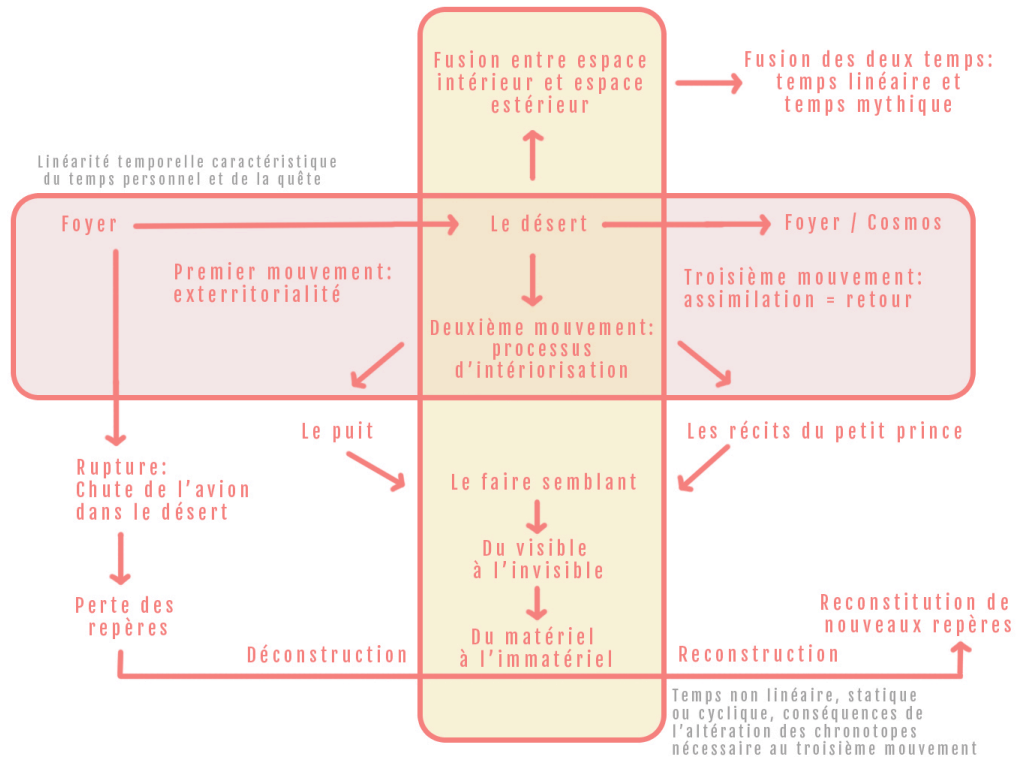 Fusion entre espace
intérieur et espace
estérieur
Fusion des deux temps:
temps linéaire et
temps mythique
Linéarité temporelle caractéristique
du temps personnel et de la quête
Foyer
Le désert
Foyer / Cosmos
Premier mouvement:
exterritorialité
Troisième mouvement:
assimilation = retour
Deuxième mouvement:
processus
d'intériorisation
Le puit
Les récits du petit prince
Rupture:
Chute de l'avion
dans le désert
Le faire semblant
Du visible
à l'invisible
Perte des
repères
Reconstitution de
nouveaux repères
Du matériel
à l'immatériel
Déconstruction
Reconstruction
Temps non linéaire, statique
ou cyclique, conséquences de
l'altération des chronotopes
nécessaire au troisième mouvement